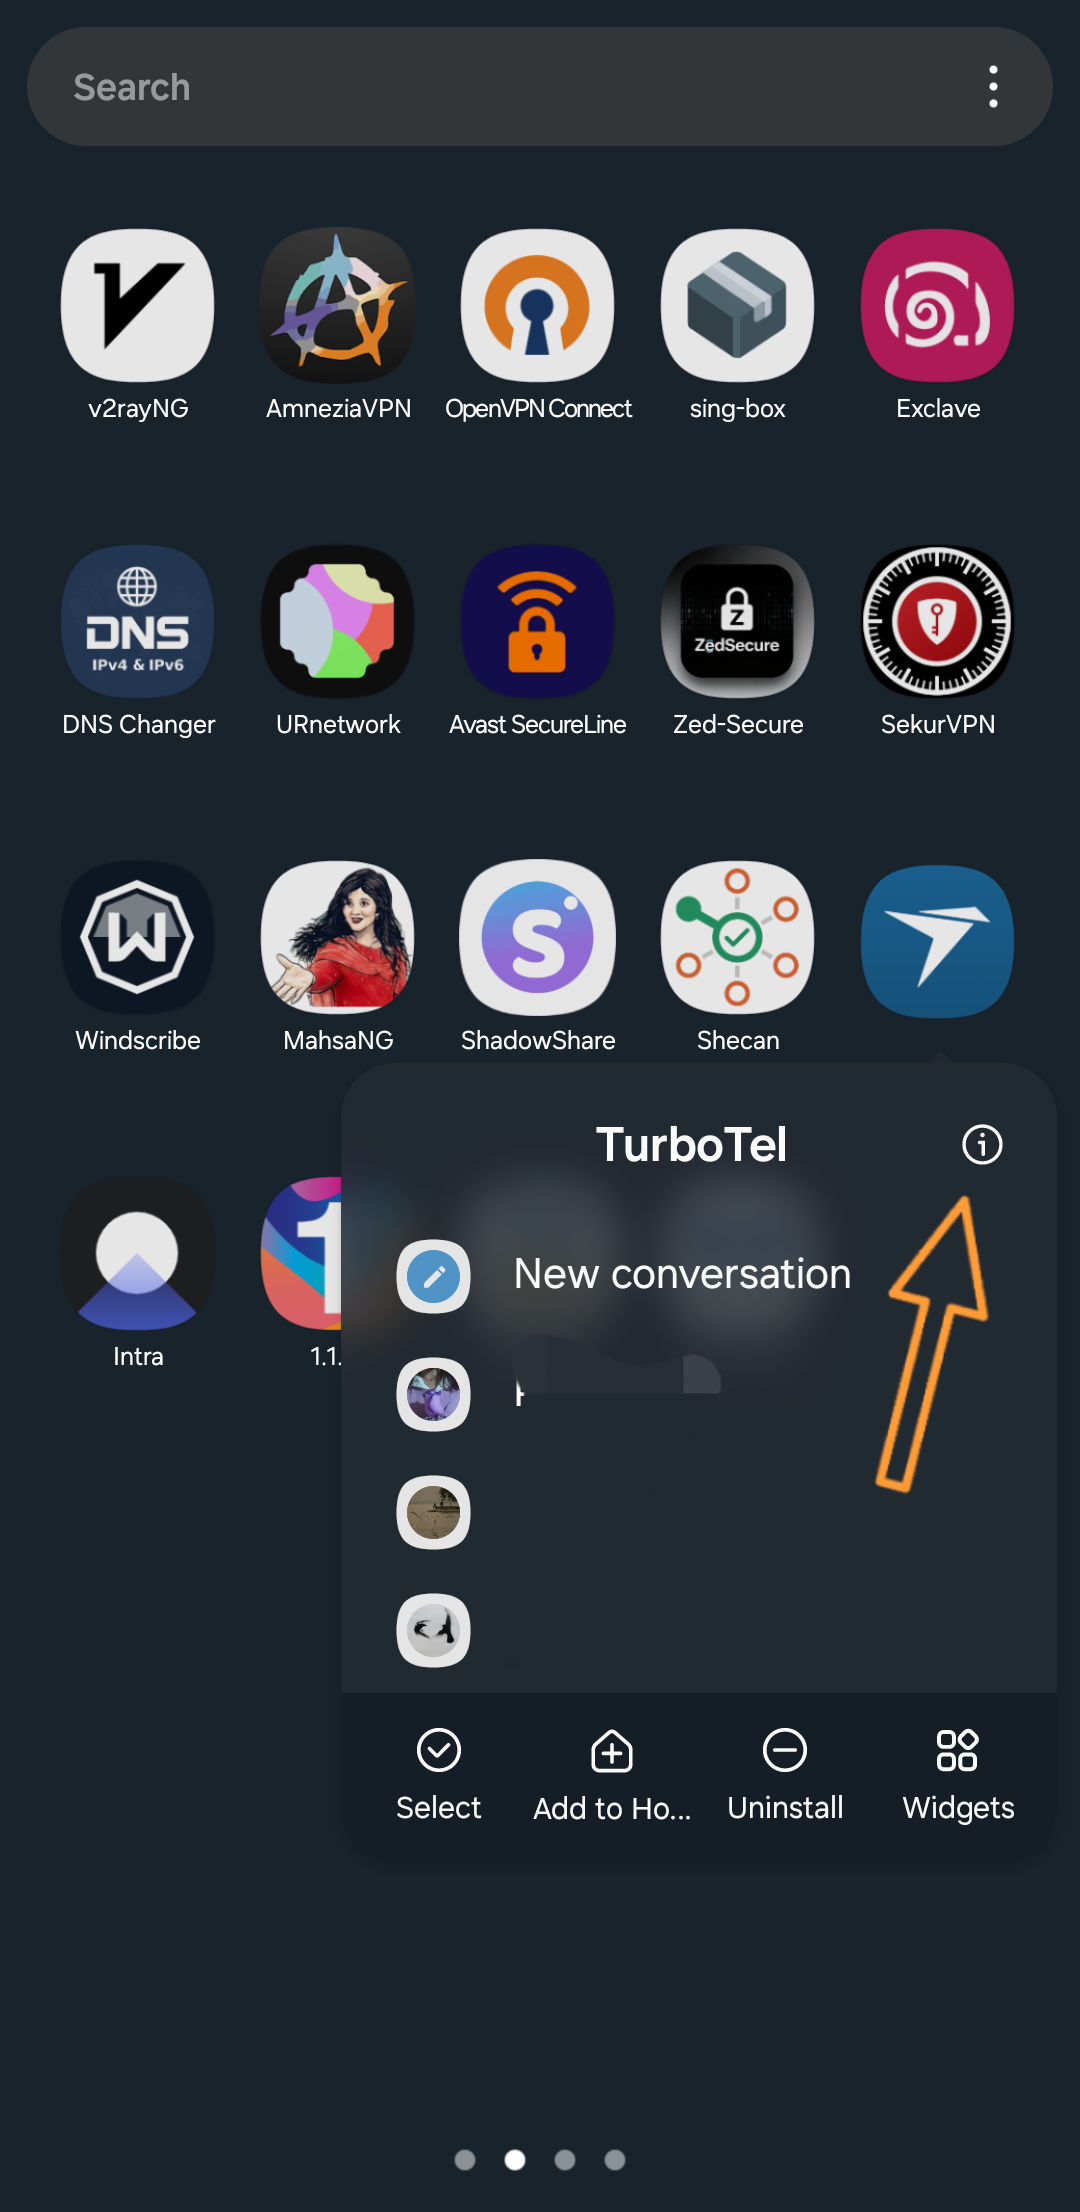 Search
v2rayNG
AmneziaVPN
OpenVPN Connect
sing-box
Exclave
DNS
IPv4 & IPv6
Z
ZedSecure
DNS Changer
URnetwork
Avast SecureLine
Zed-Secure
SekurVPN
W
S
Windscribe
MahsaNG
ShadowShare
Shecan
TurboTel
1
New conversation
Intra
1.1.
Select
Add to Ho...
Uninstall
Widgets